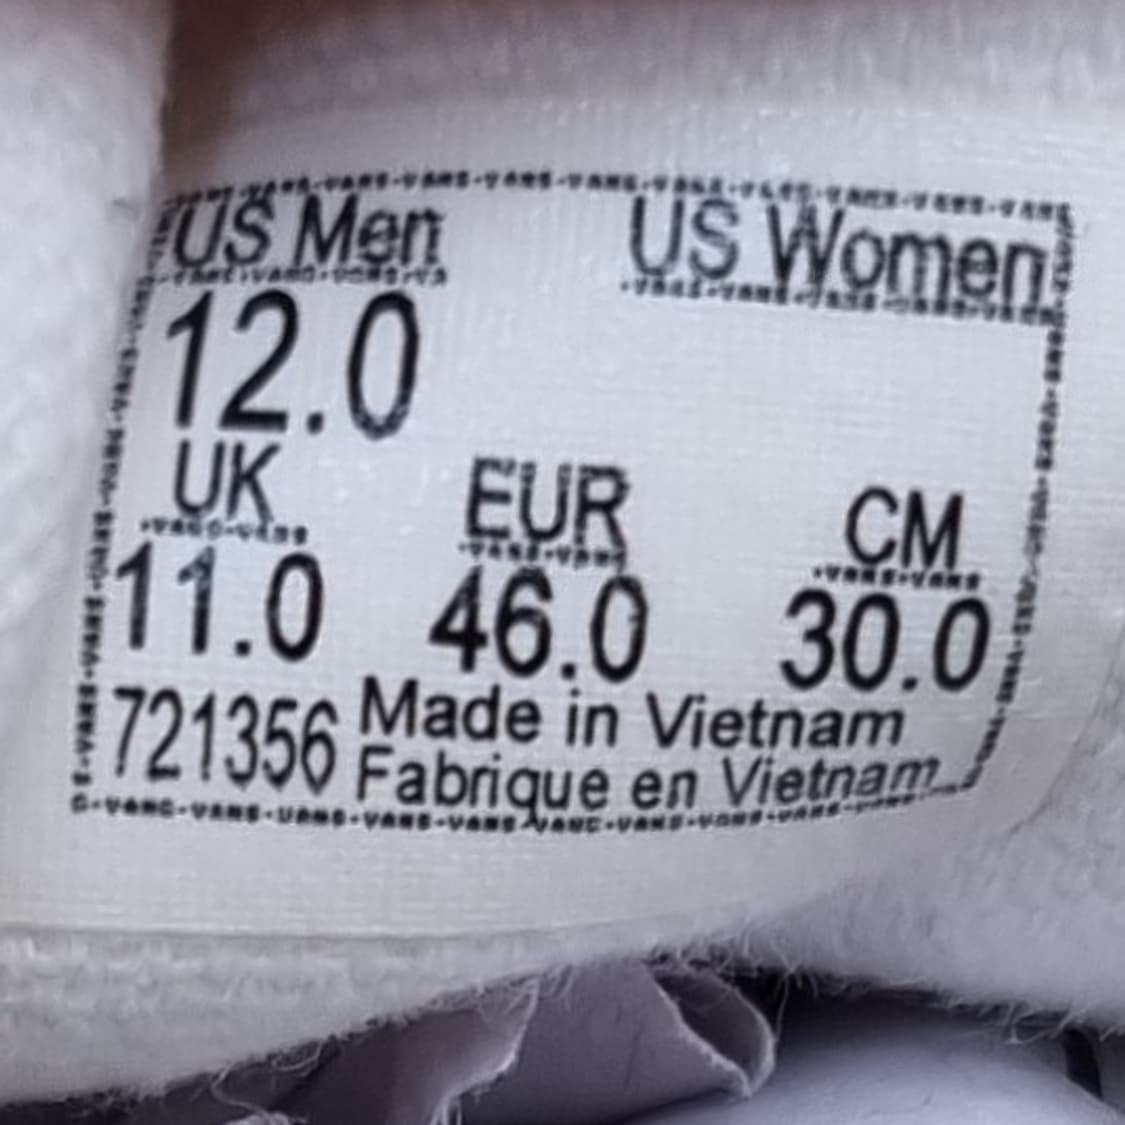 US Men US Women
12.0
UK EUR CM
11.0 46.0 30.0
721356 Made in Vietnam
Fabrique en Vietnam